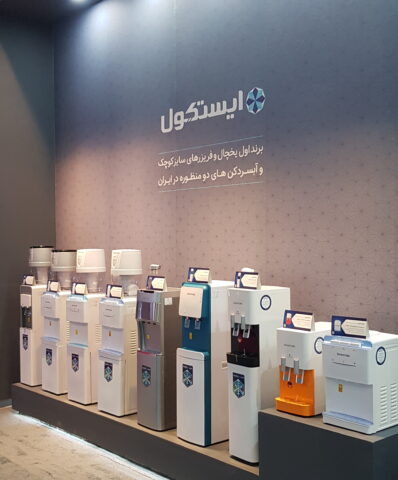 ایستکول
برند اول یخچال و فریزرهای سایز کوچک
و آبسردکن های دو منظوره در ایران